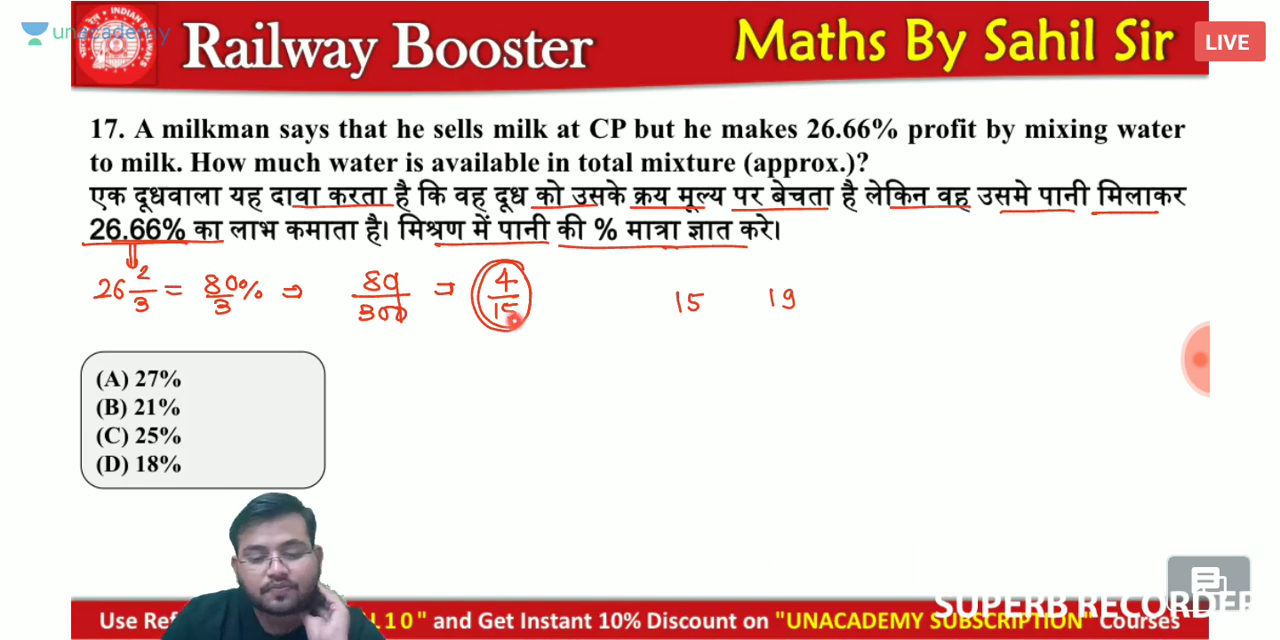 unacademy
Railway Booster
Maths By Sahil Sir
LIVE
INDIAN RAILWAYS
17. A milkman says that he sells milk at CP but he makes 26.66% profit by mixing water
to milk. How much water is available in total mixture (approx.)?
एक दूधवाला यह दावा करता है कि वह दूध को उसके क्रय मूल्य पर बेचता है लेकिन वह उसमे पानी मिलाकर
26.66% का लाभ कमाता है। मिश्रण में पानी की % मात्रा ज्ञात करे।
26 2/3 = 80/3% ⇒ 80/300 ⇒ 4/15 15 19
(A) 27%
(B) 21%
(C) 25%
(D) 18%
SUPERB RECORDER
.10" and Get Instant 10% Discount on "UNACADEMY SUBSCRIPTION" Courses